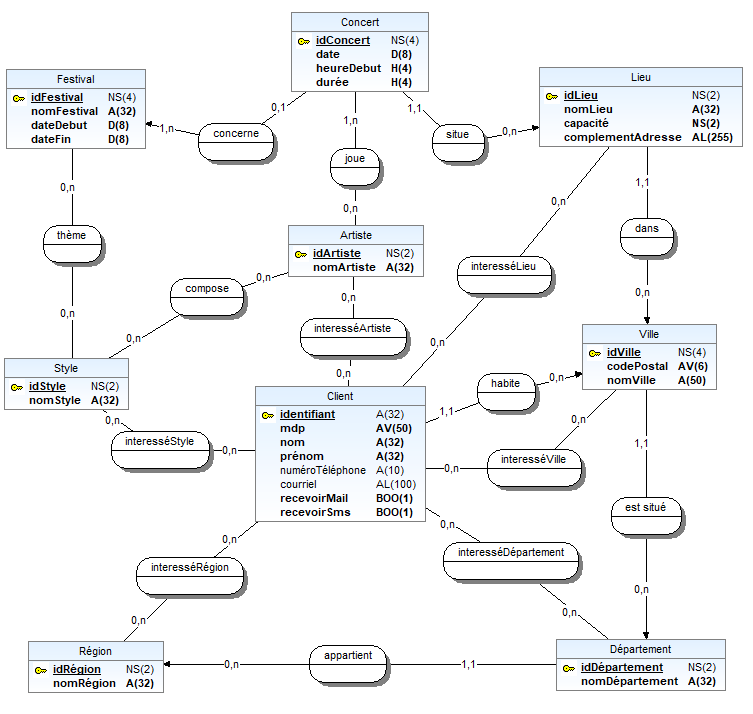 Concert
idConcert NS(4)
date D(8)
heureDebut H(4)
durée H(4)
Festival
idFestival NS(4)
nomFestival A(32)
dateDebut D(8)
dateFin D(8)
Lieu
idLieu NS(2)
nomLieu A(32)
capacité NS(2)
complementAdresse AL(255)
0,1
1,n
concerne
1,n
joue
0,n
1,1
situe
0,n
0,n
thème
0,n
Artiste
idArtiste NS(2)
nomArtiste A(32)
0,n
compose
0,n
0,n
interesséLieu
0,n
1,1
dans
0,n
0,n
interesséArtiste
0,n
Ville
idVille NS(4)
codePostal AV(6)
nomVille A(50)
Style
idStyle NS(2)
nomStyle A(32)
Client
identifiant A(32)
mdp AV(50)
nom A(32)
prénom A(32)
numéroTéléphone A(10)
courriel AL(100)
recevoirMail BOO(1)
recevoirSms BOO(1)
1,1
habite
0,n
0,n
interesséStyle
0,n
0,n
interesséVille
0,n
1,1
est situé
0,n
0,n
interesséRégion
0,n
0,n
interesséDépartement
0,n
Région
idRégion NS(2)
nomRégion A(32)
0,n
appartient
1,1
Département
idDépartement NS(2)
nomDépartement A(32)